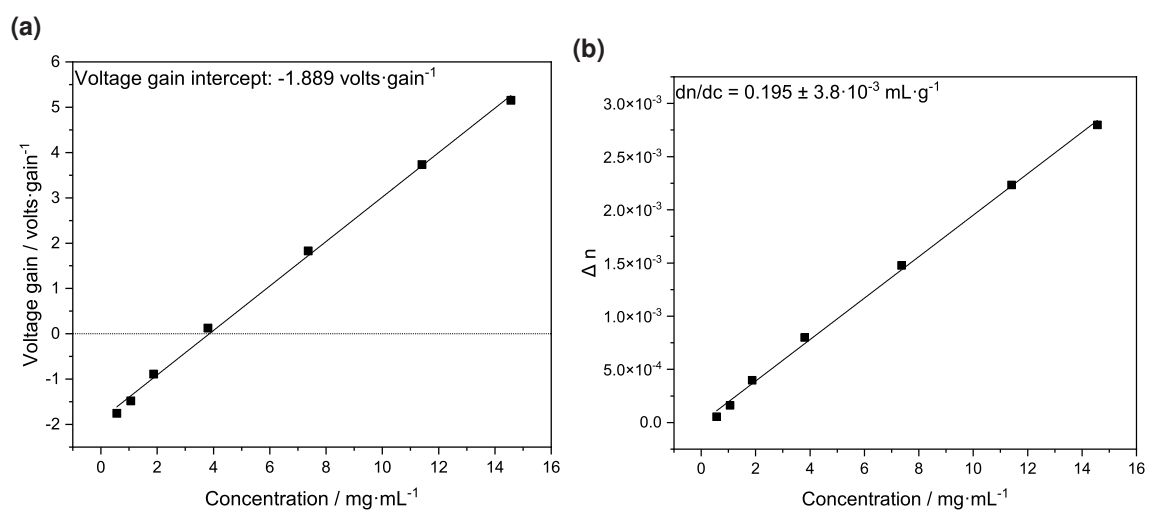 (a)
Voltage gain intercept: -1.889 volts·gain⁻¹
6
5
4
3
2
1
0
-1
-2
Voltage gain / volts·gain⁻¹
0 2 4 6 8 10 12 14 16
Concentration / mg·mL⁻¹
(b)
dn/dc = 0.195 ± 3.8·10⁻³ mL·g⁻¹
3.0×10⁻³
2.5×10⁻³
2.0×10⁻³
1.5×10⁻³
1.0×10⁻³
5.0×10⁻⁴
0.0
Δ n
0 2 4 6 8 10 12 14 16
Concentration / mg·mL⁻¹